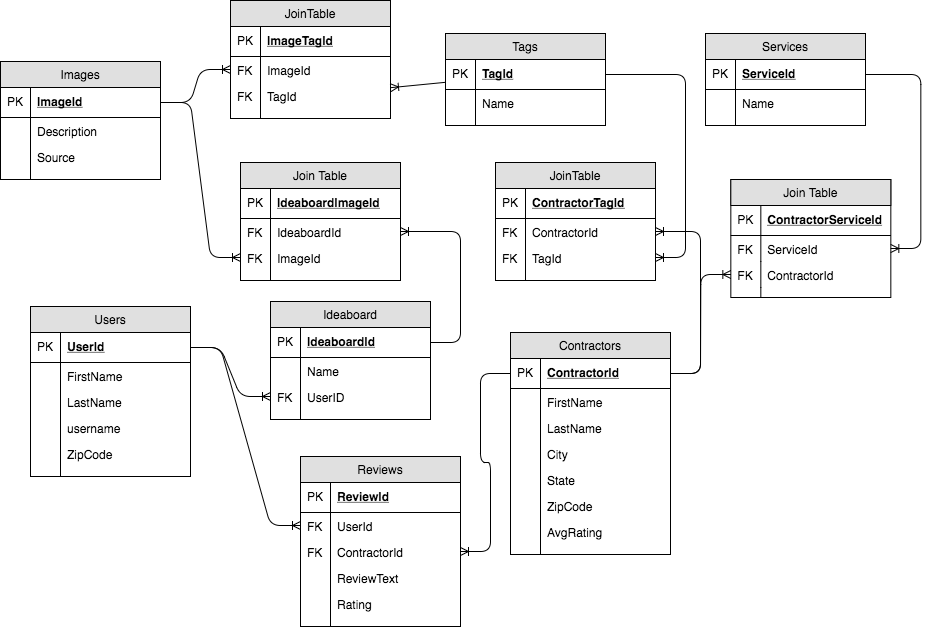 JoinTable
PK ImageTagId
FK ImageId
FK TagId
Tags
PK TagId
Name
Services
PK ServiceId
Name
Images
PK ImageId
Description
Source
Join Table
PK IdeaboardImageId
FK IdeaboardId
FK ImageId
JoinTable
PK ContractorTagId
FK ContractorId
FK TagId
Join Table
PK ContractorServiceId
FK ServiceId
FK ContractorId
Users
PK UserId
FirstName
LastName
username
ZipCode
Ideaboard
PK IdeaboardId
Name
FK UserID
Contractors
PK ContractorId
FirstName
LastName
City
State
ZipCode
AvgRating
Reviews
PK ReviewId
FK UserId
FK ContractorId
ReviewText
Rating